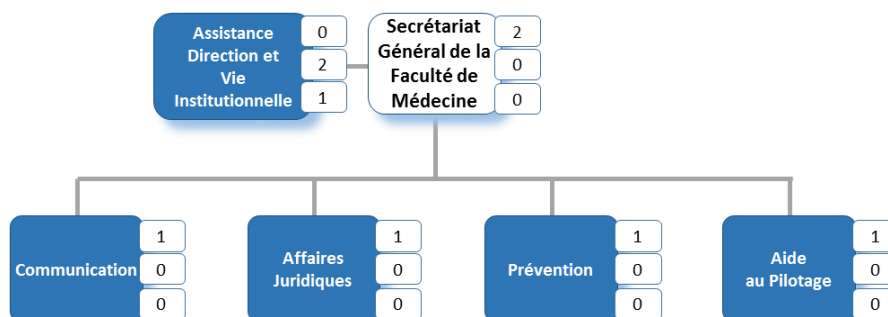 Assistance
Direction et
Vie
Institutionnelle
0
2
1
Secrétariat
Général de la
Faculté de
Médecine
2
0
0
Communication
1
0
0
Affaires
Juridiques
1
0
0
Prévention
1
0
0
Aide
au Pilotage
1
0
0